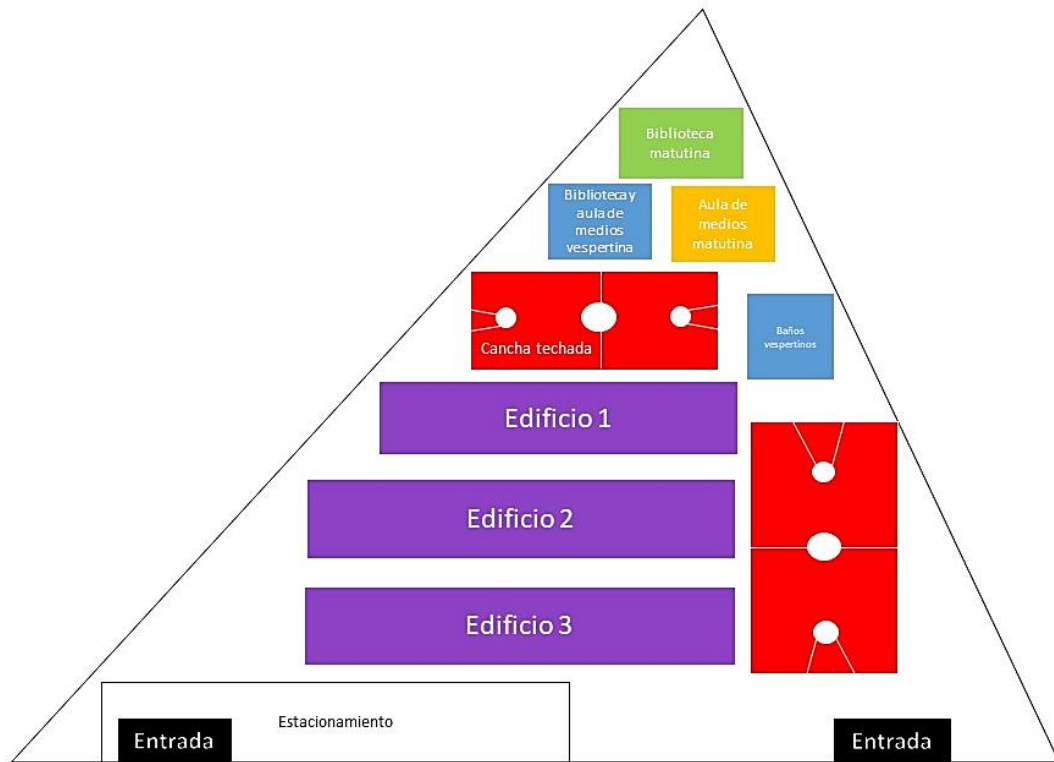 Biblioteca
matutina
Biblioteca y
aula de
medios
vespertina
Aula de
medios
matutina
Cancha techada
Baños
vespertinos
Edificio 1
Edificio 2
Edificio 3
Estacionamiento
Entrada
Entrada